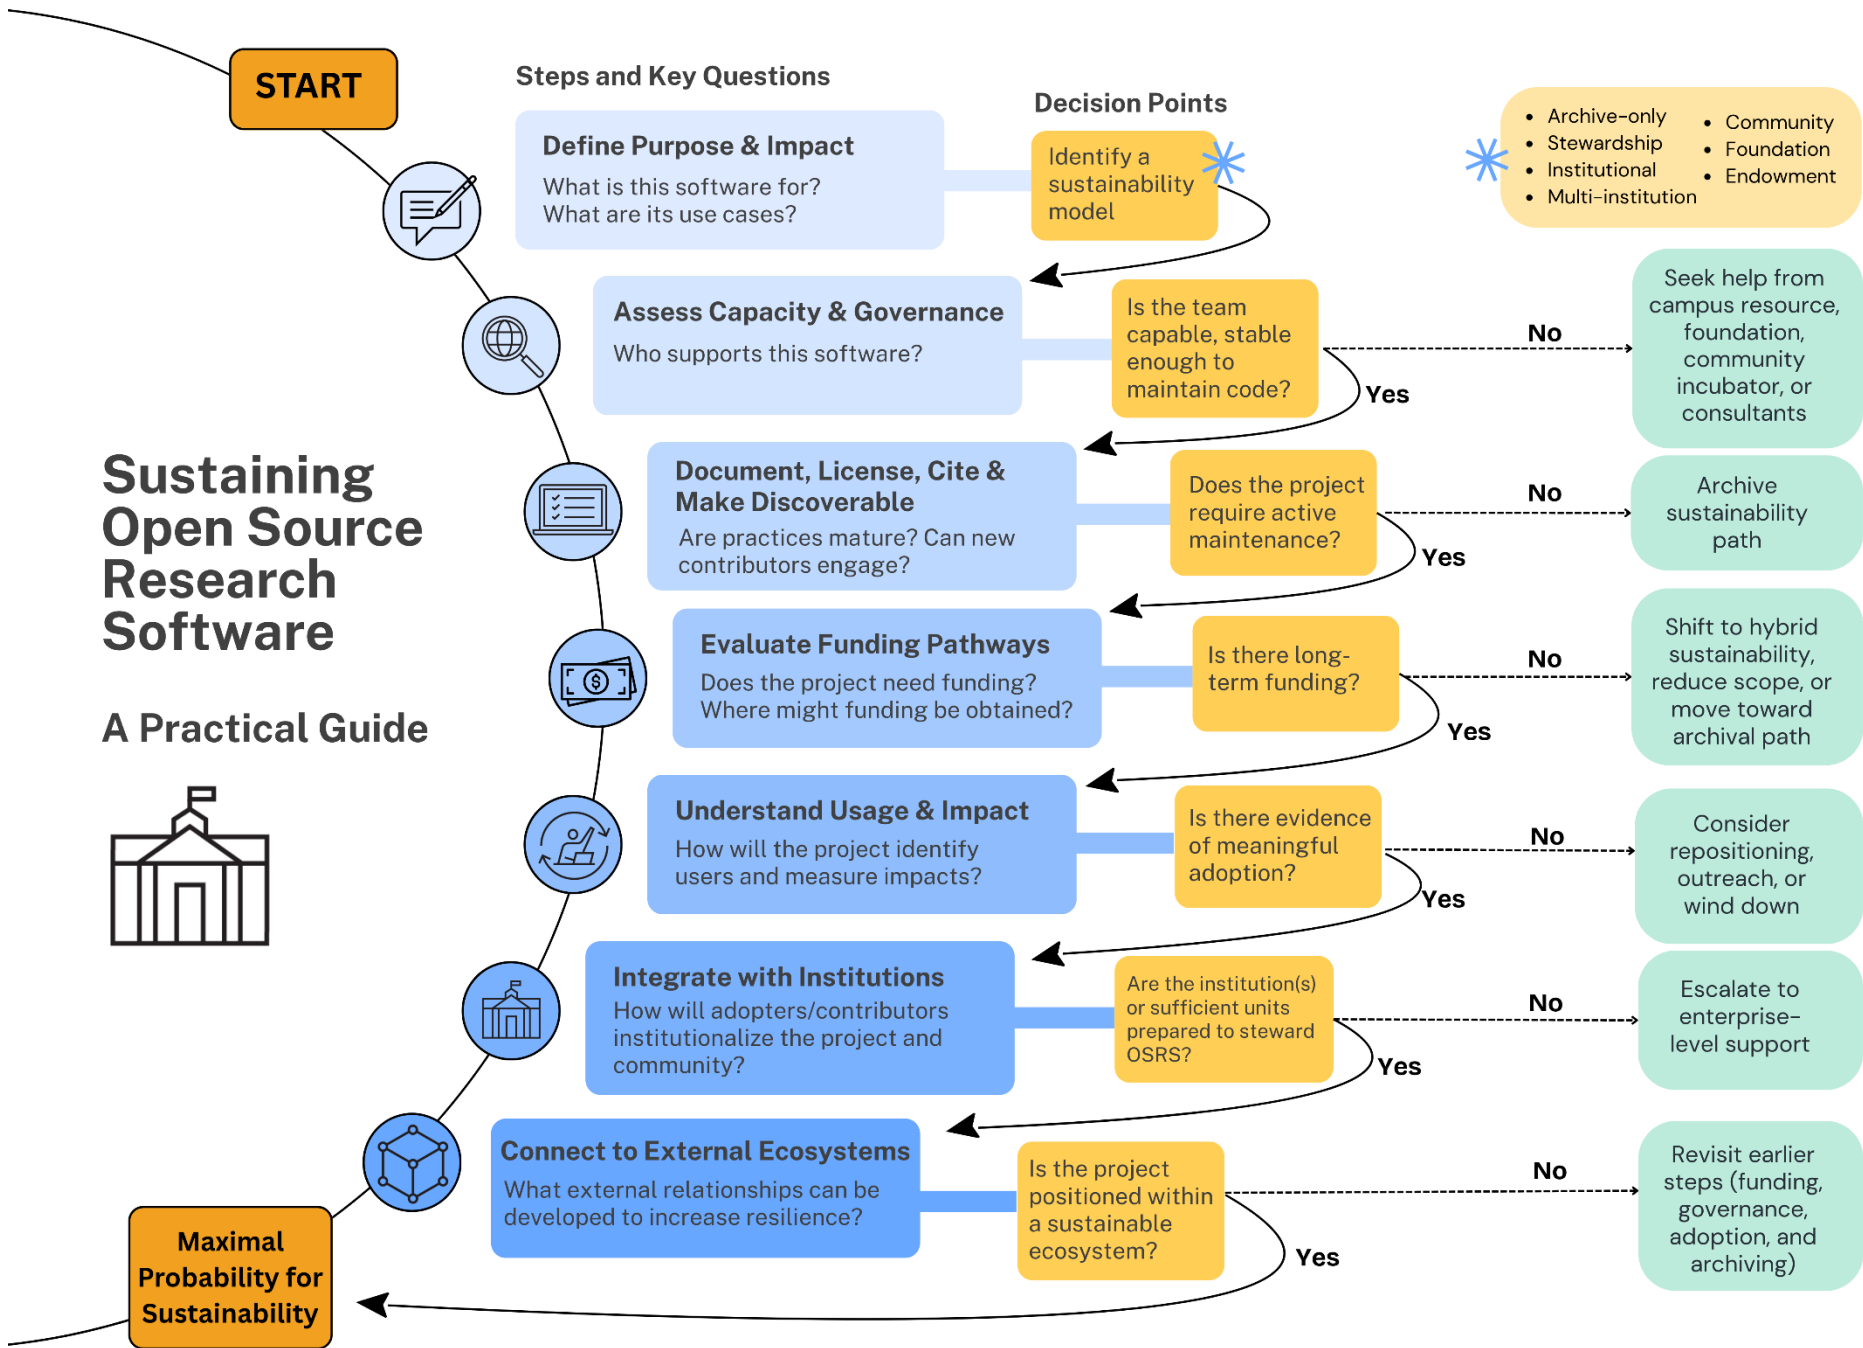 START
Steps and Key Questions
Decision Points
Define Purpose & Impact
What is this software for?
What are its use cases?
Identify a
sustainability
model
• Archive-only
• Stewardship
• Institutional
• Multi-institution
• Community
• Foundation
• Endowment
Assess Capacity & Governance
Who supports this software?
Is the team
capable, stable
enough to
maintain code?
No
Yes
Seek help from
campus resource,
foundation,
community
incubator, or
consultants
Sustaining
Open Source
Research
Software
A Practical Guide
Document, License, Cite &
Make Discoverable
Are practices mature? Can new
contributors engage?
Does the project
require active
maintenance?
No
Yes
Archive
sustainability
path
Evaluate Funding Pathways
Does the project need funding?
Where might funding be obtained?
Is there long-
term funding?
No
Yes
Shift to hybrid
sustainability,
reduce scope, or
move toward
archival path
Understand Usage & Impact
How will the project identify
users and measure impacts?
Is there evidence
of meaningful
adoption?
No
Yes
Consider
repositioning,
outreach, or
wind down
Integrate with Institutions
How will adopters/contributors
institutionalize the project and
community?
Are the institution(s)
or sufficient units
prepared to steward
OSRS?
No
Yes
Escalate to
enterprise-
level support
Connect to External Ecosystems
What external relationships can be
developed to increase resilience?
Is the project
positioned within
a sustainable
ecosystem?
No
Yes
Revisit earlier
steps (funding,
governance,
adoption, and
archiving)
Maximal
Probability for
Sustainability